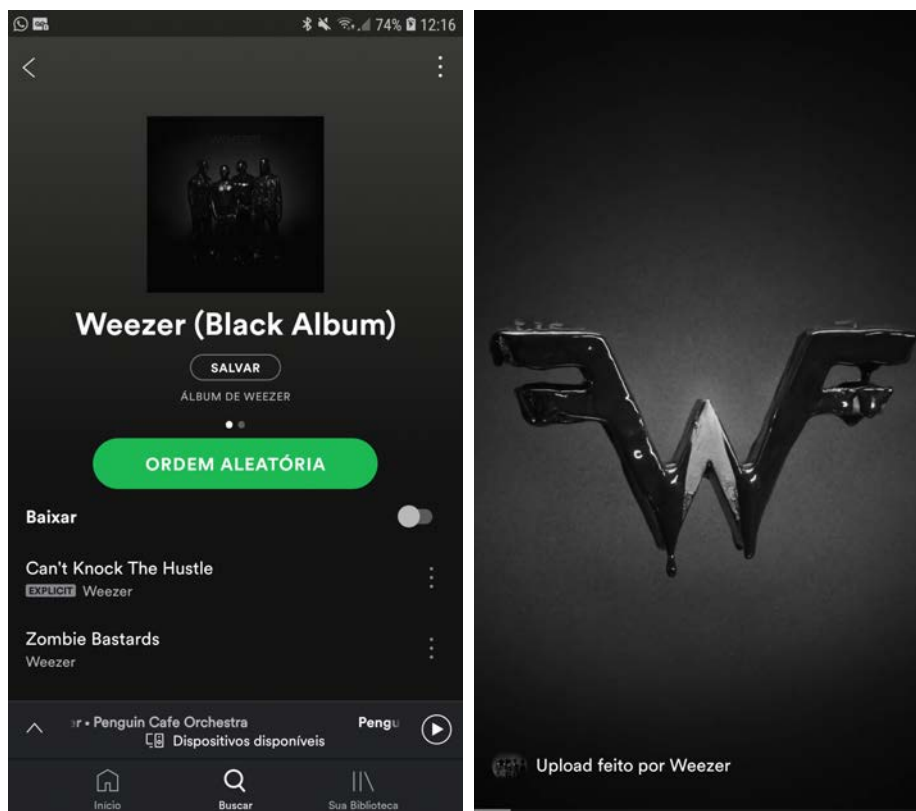 74% 12:16
Weezer (Black Album)
SALVAR
ÁLBUM DE WEEZER
ORDEM ALEATÓRIA
Baixar
Can't Knock The Hustle
EXPLICIT Weezer
Zombie Bastards
Weezer
er • Penguin Cafe Orchestra Pengu
Dispositivos disponíveis
Início Buscar Sua Biblioteca
Upload feito por Weezer